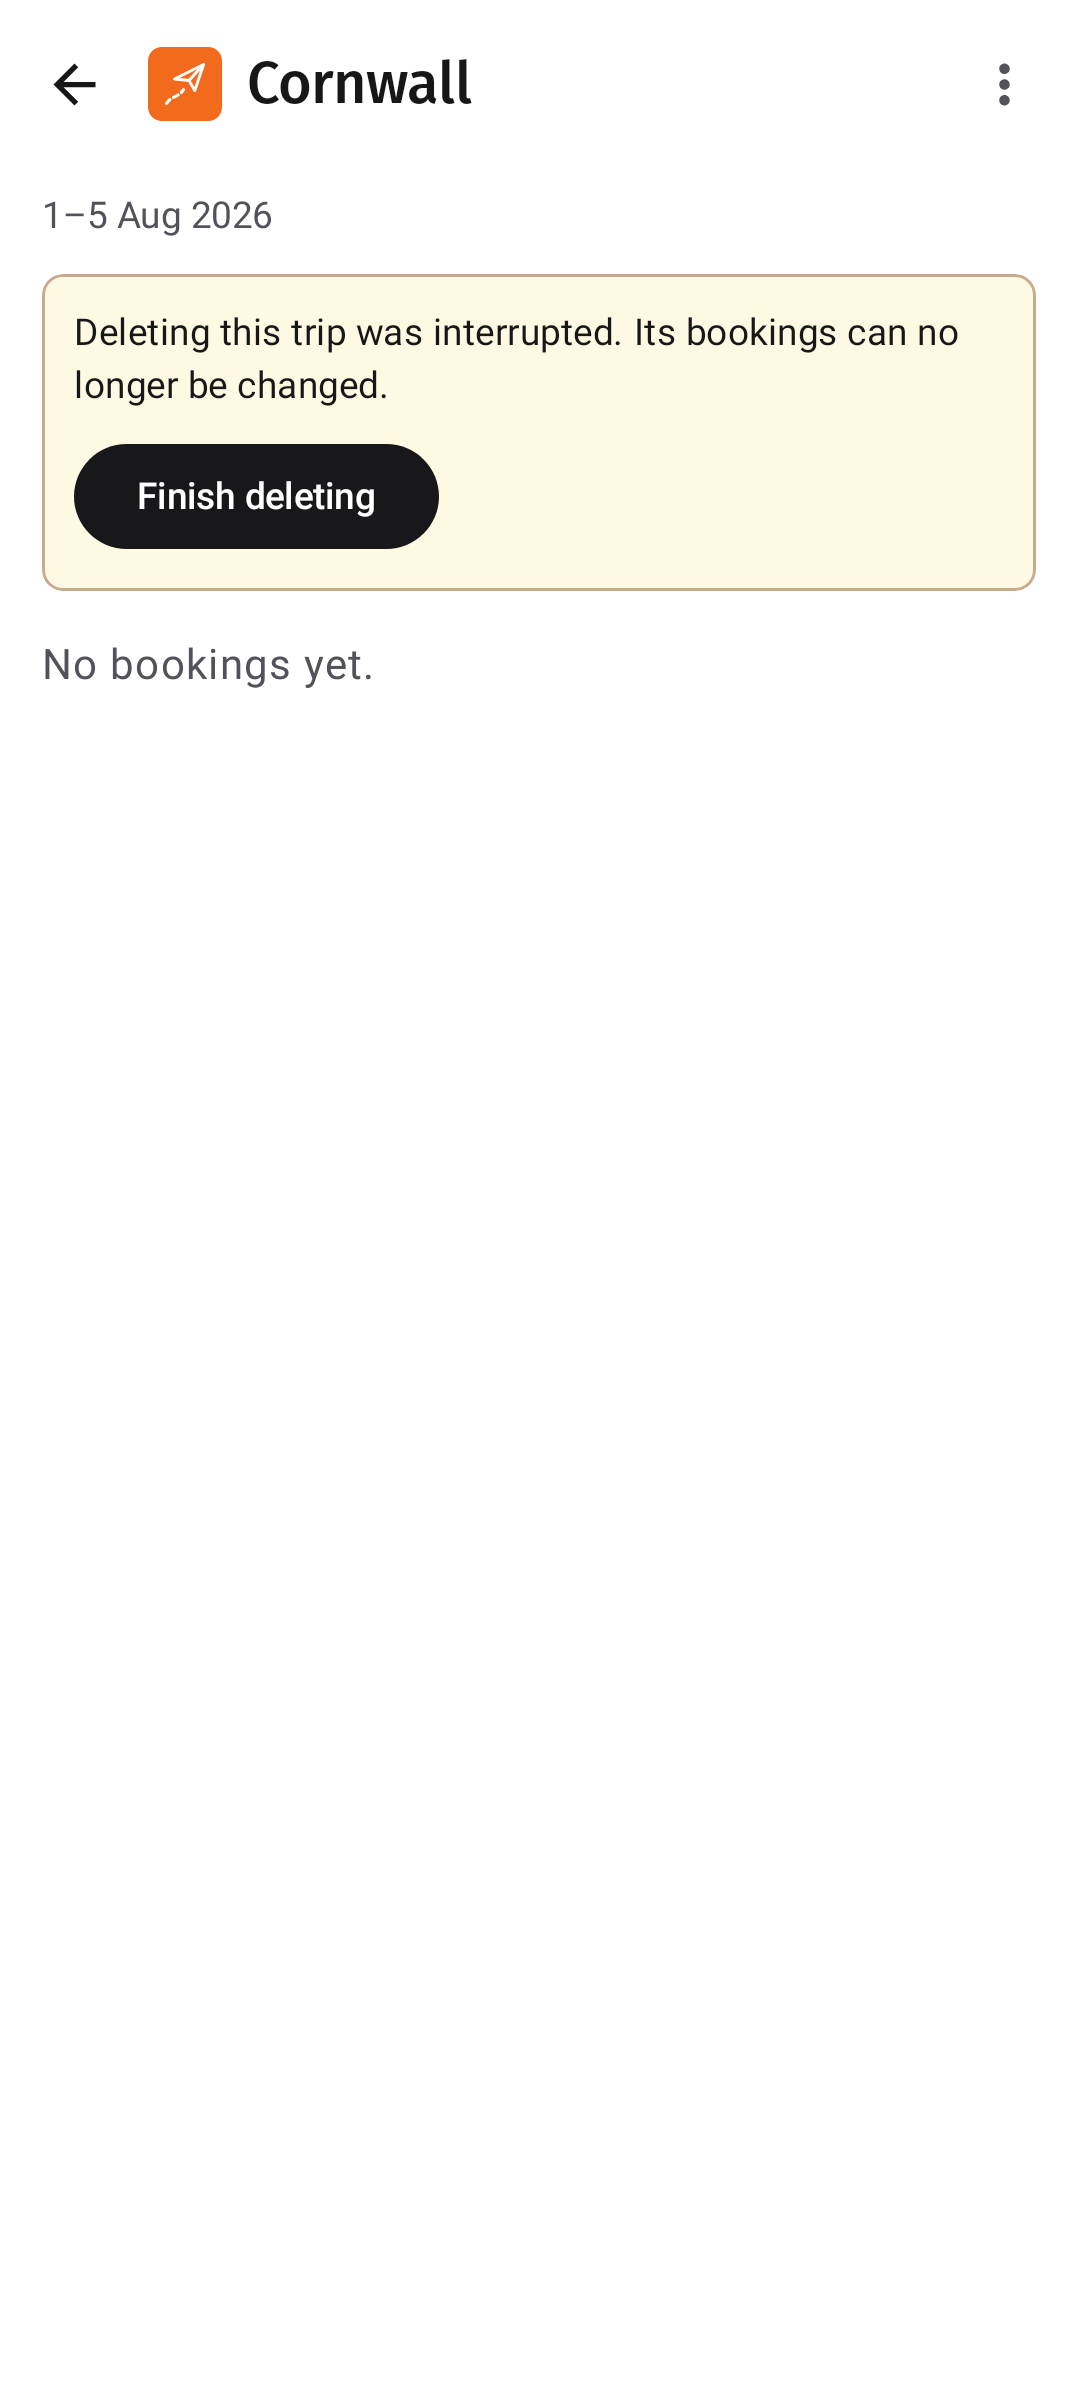 Cornwall
1–5 Aug 2026
Deleting this trip was interrupted. Its bookings can no
longer be changed.
Finish deleting
No bookings yet.